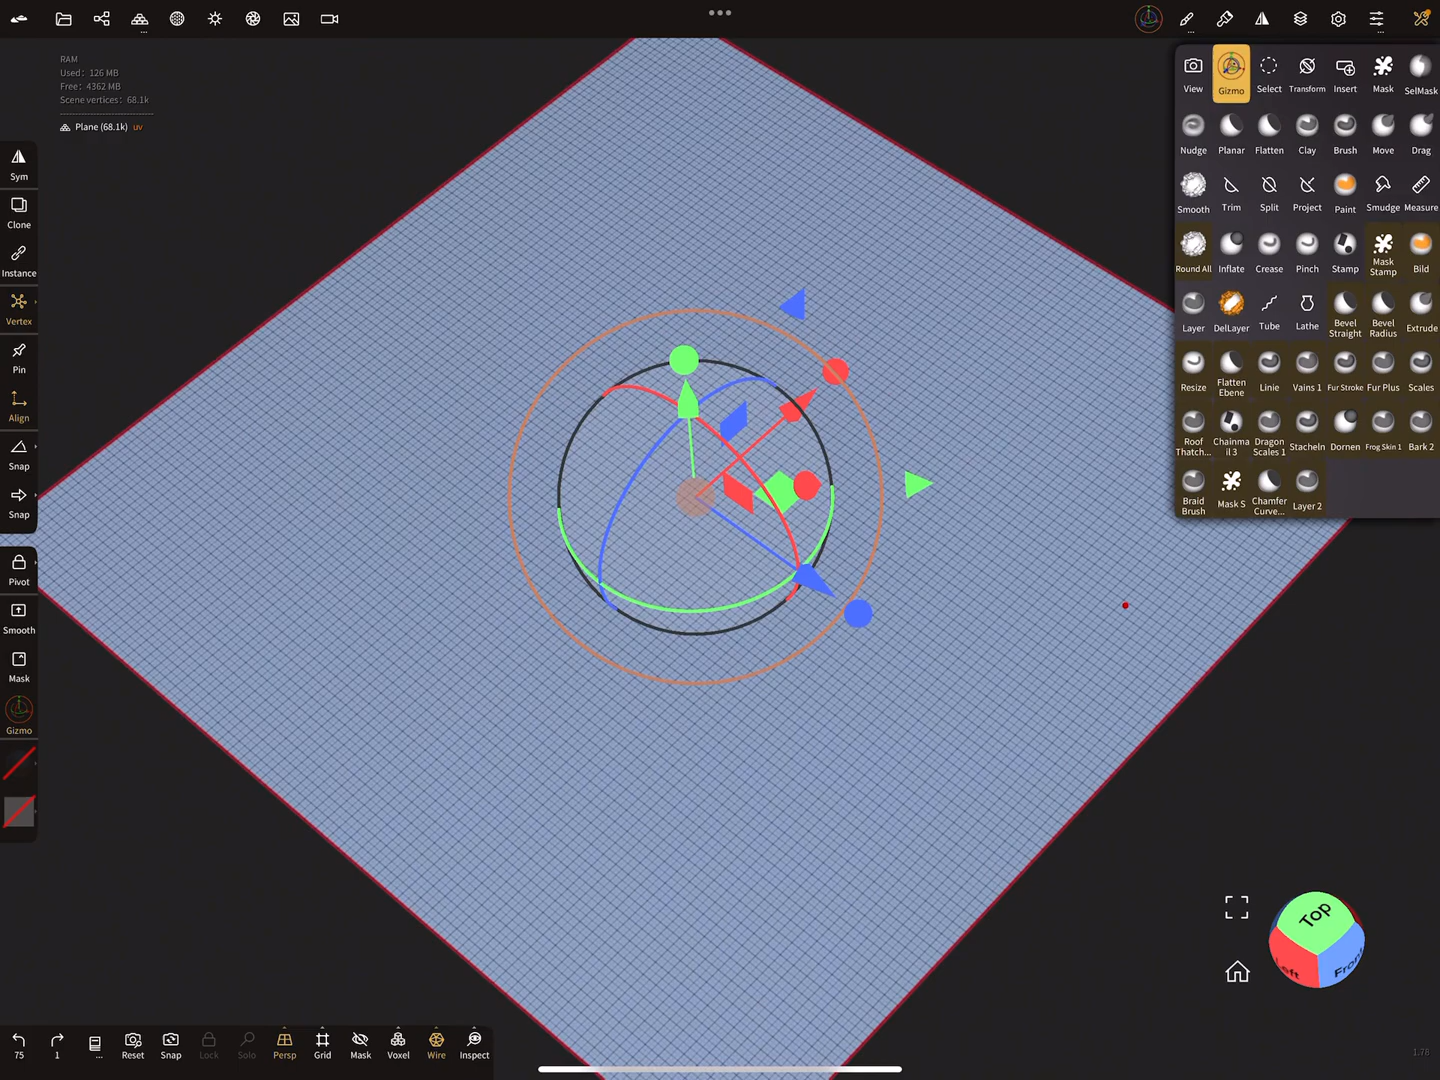 RAM
Used: 126 MB
Free: 4362 MB
Scene vertices: 68.1k
Plane (68.1k) uv
Sym
Clone
Instance
Vertex
Pin
Align
Snap
Snap
Pivot
Smooth
Mask
Gizmo
View Gizmo Select Transform Insert Mask SelMask
Nudge Planar Flatten Clay Brush Move Drag
Smooth Trim Split Project Paint Smudge Measure
Round All Inflate Crease Pinch Stamp Mask Stamp Bild
Layer DelLayer Tube Lathe Bevel Straight Bevel Radius Extrude
Resize Flatten Ebene Linie Vains 1 Fur Stroke Fur Plus Scales
Roof Thatch... Chainmail 3 Dragon Scales 1 Stacheln Dornen Frog Skin 1 Bark 2
Braid Brush Mask S Chamfer Curve... Layer 2
Top
Left
Front
75 1 ... Reset Snap Lock Solo Persp Grid Mask Voxel Wire Inspect
1.78